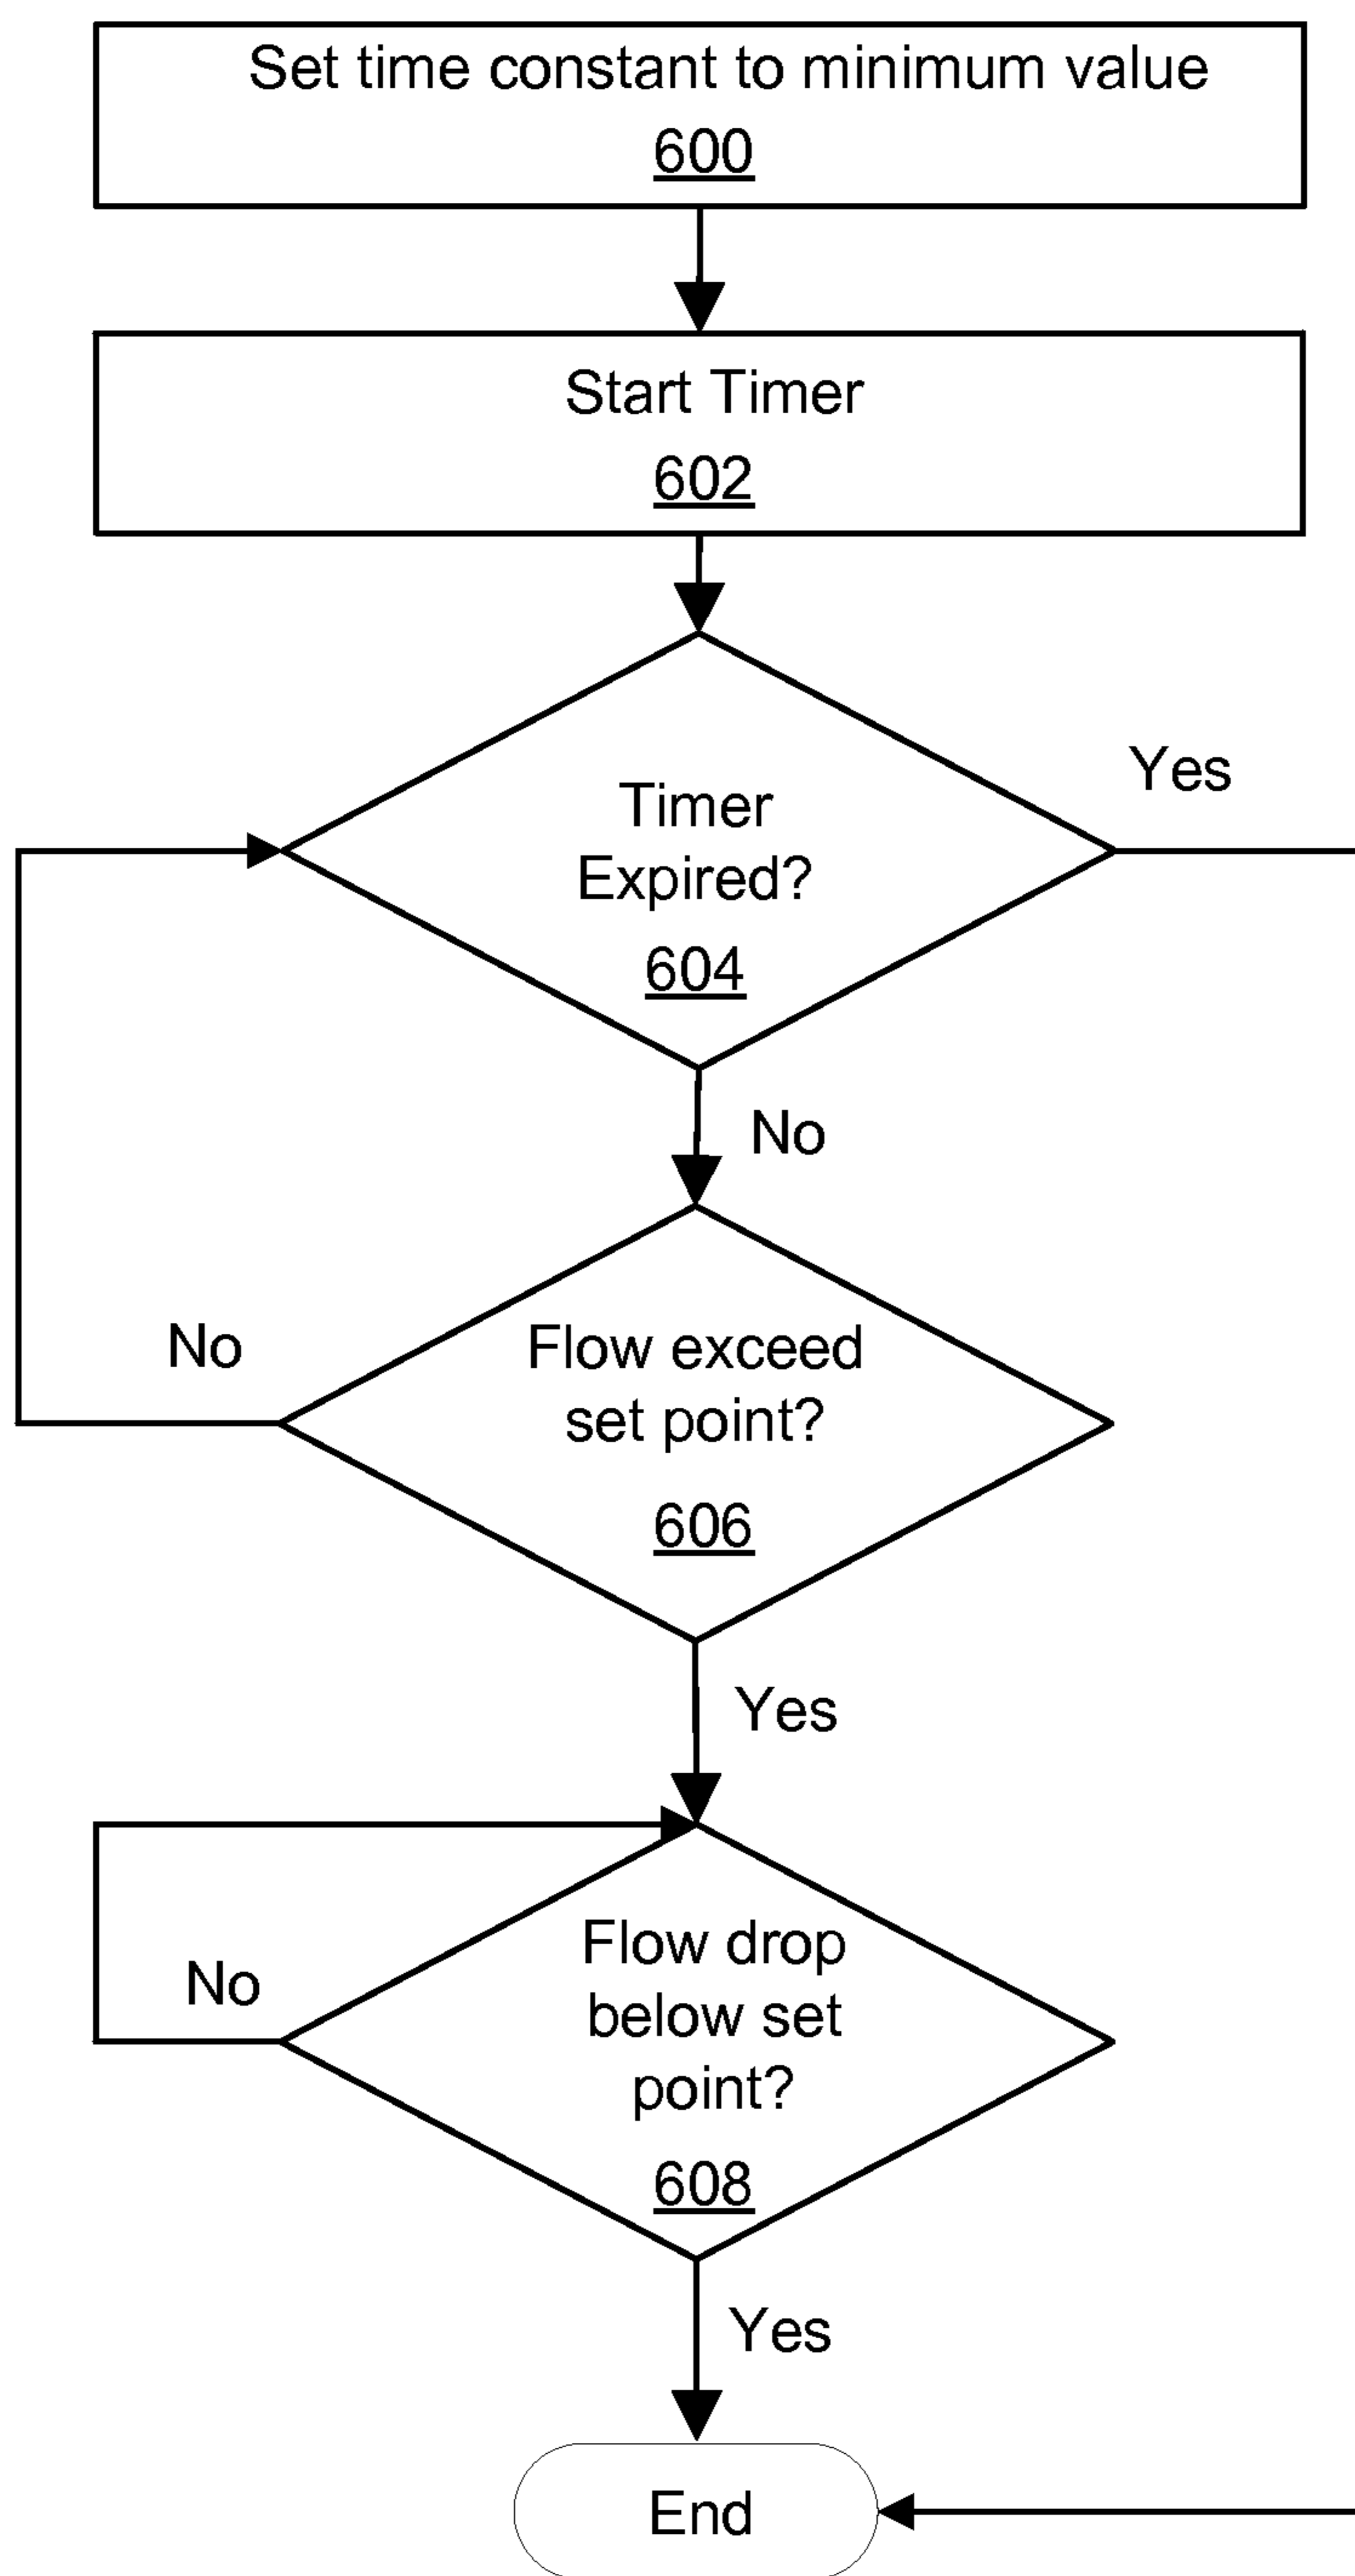 Set time constant to minimum value
600
Start Timer
602
Yes
Timer
Expired?
604
No
No
Flow exceed
set point?
606
Yes
No
Flow drop
below set
point?
608
Yes
End